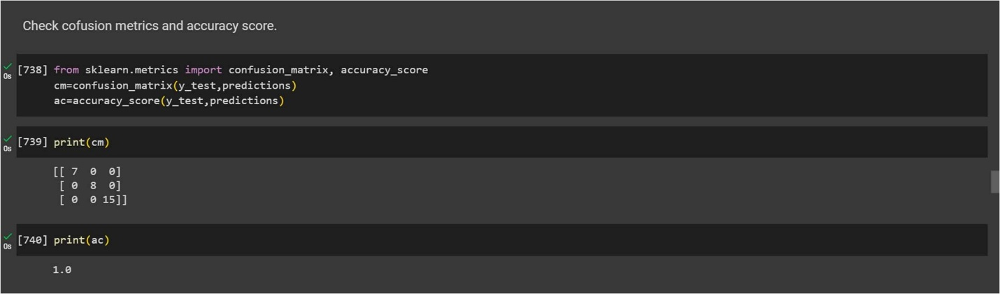 Check cofusion metrics and accuracy score.
0s [738] from sklearn.metrics import confusion_matrix, accuracy_score
cm=confusion_matrix(y_test,predictions)
ac=accuracy_score(y_test,predictions)
0s [739] print(cm)
[[ 7  0  0]
 [ 0  8  0]
 [ 0  0 15]]
0s [740] print(ac)
1.0